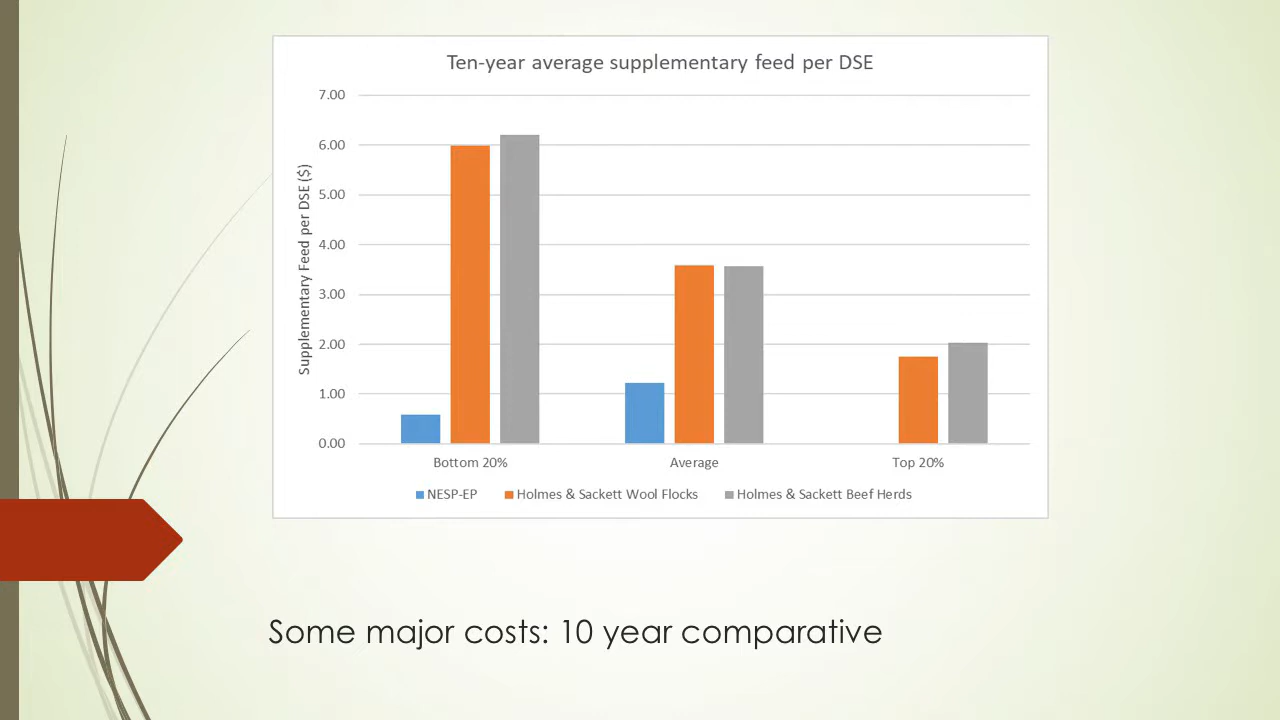 Ten-year average supplementary feed per DSE
7.00
6.00
5.00
4.00
3.00
2.00
1.00
0.00
Supplementary Feed per DSE ($)
Bottom 20%
Average
Top 20%
NESP-EP
Holmes & Sackett Wool Flocks
Holmes & Sackett Beef Herds
Some major costs: 10 year comparative